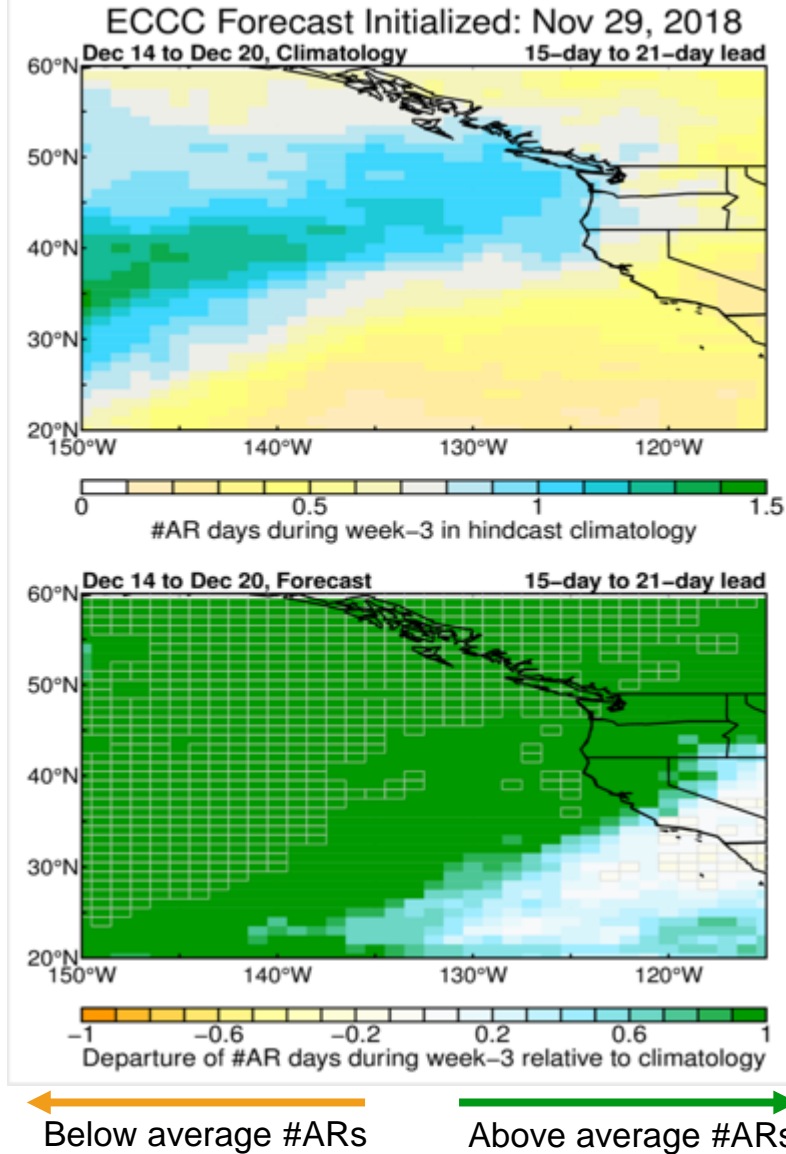 ECCC Forecast Initialized: Nov 29, 2018
Dec 14 to Dec 20, Climatology 15−day to 21−day lead
60°N
50°N
40°N
30°N
20°N
150°W 140°W 130°W 120°W
0 0.5 1 1.5
#AR days during week−3 in hindcast climatology
Dec 14 to Dec 20, Forecast 15−day to 21−day lead
60°N
50°N
40°N
30°N
20°N
150°W 140°W 130°W 120°W
−1 −0.6 −0.2 0.2 0.6 1
Departure of #AR days during week−3 relative to climatology
Below average #ARs Above average #ARs